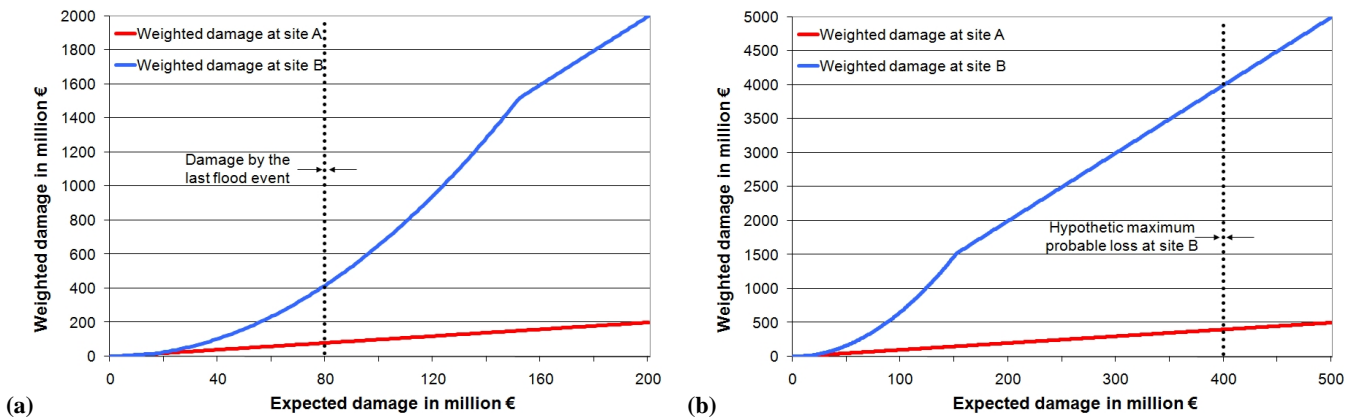 2000
1800
1600
1400
1200
1000
800
600
400
200
0
Weighted damage in million €
Weighted damage at site A
Weighted damage at site B
Damage by the
last flood event
0
40
80
120
160
200
Expected damage in million €
(a)
5000
4500
4000
3500
3000
2500
2000
1500
1000
500
0
Weighted damage in million €
Weighted damage at site A
Weighted damage at site B
Hypothetic maximum
probable loss at site B
0
100
200
300
400
500
Expected damage in million €
(b)